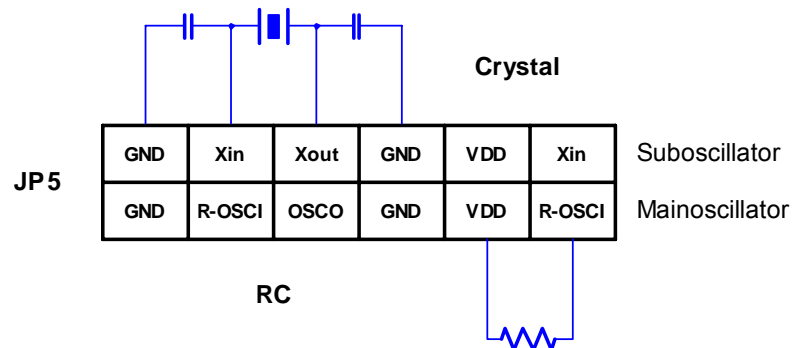 Crystal
GND Xin Xout GND VDD Xin Suboscillator
JP5
GND R-OSCI OSCO GND VDD R-OSCI Mainoscillator
RC